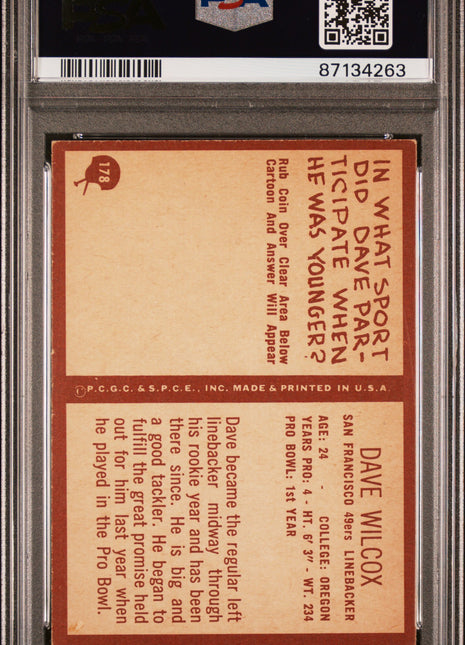 PSA
87134263
178
IN WHAT SPORT
DID DAVE PAR-
TICIPATE WHEN
HE WAS YOUNGER?
Rub Coin Over Clear Area Below
Cartoon And Answer Will Appear
©P.C.G.C. & S.P.C.E., INC. MADE & PRINTED IN U.S.A.
DAVE WILCOX
SAN FRANCISCO 49ers LINEBACKER
AGE: 24 - COLLEGE: OREGON
YEARS PRO: 4 - HT. 6' 3" - WT. 234
PRO BOWL: 1st YEAR
Dave became the regular left
linebacker midway through
his rookie year and has been
there since. He is big and
a good tackler. He began to
fulfill the great promise held
out for him last year when
he played in the Pro Bowl.